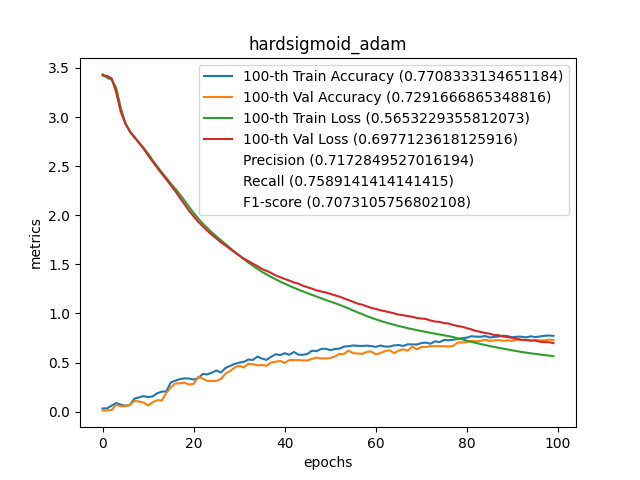 hardsigmoid_adam
100-th Train Accuracy (0.7708333134651184)
100-th Val Accuracy (0.7291666865348816)
100-th Train Loss (0.5653229355812073)
100-th Val Loss (0.6977123618125916)
Precision (0.7172849527016194)
Recall (0.7589141414141415)
F1-score (0.7073105756802108)
metrics
3.5
3.0
2.5
2.0
1.5
1.0
0.5
0.0
0 20 40 60 80 100
epochs